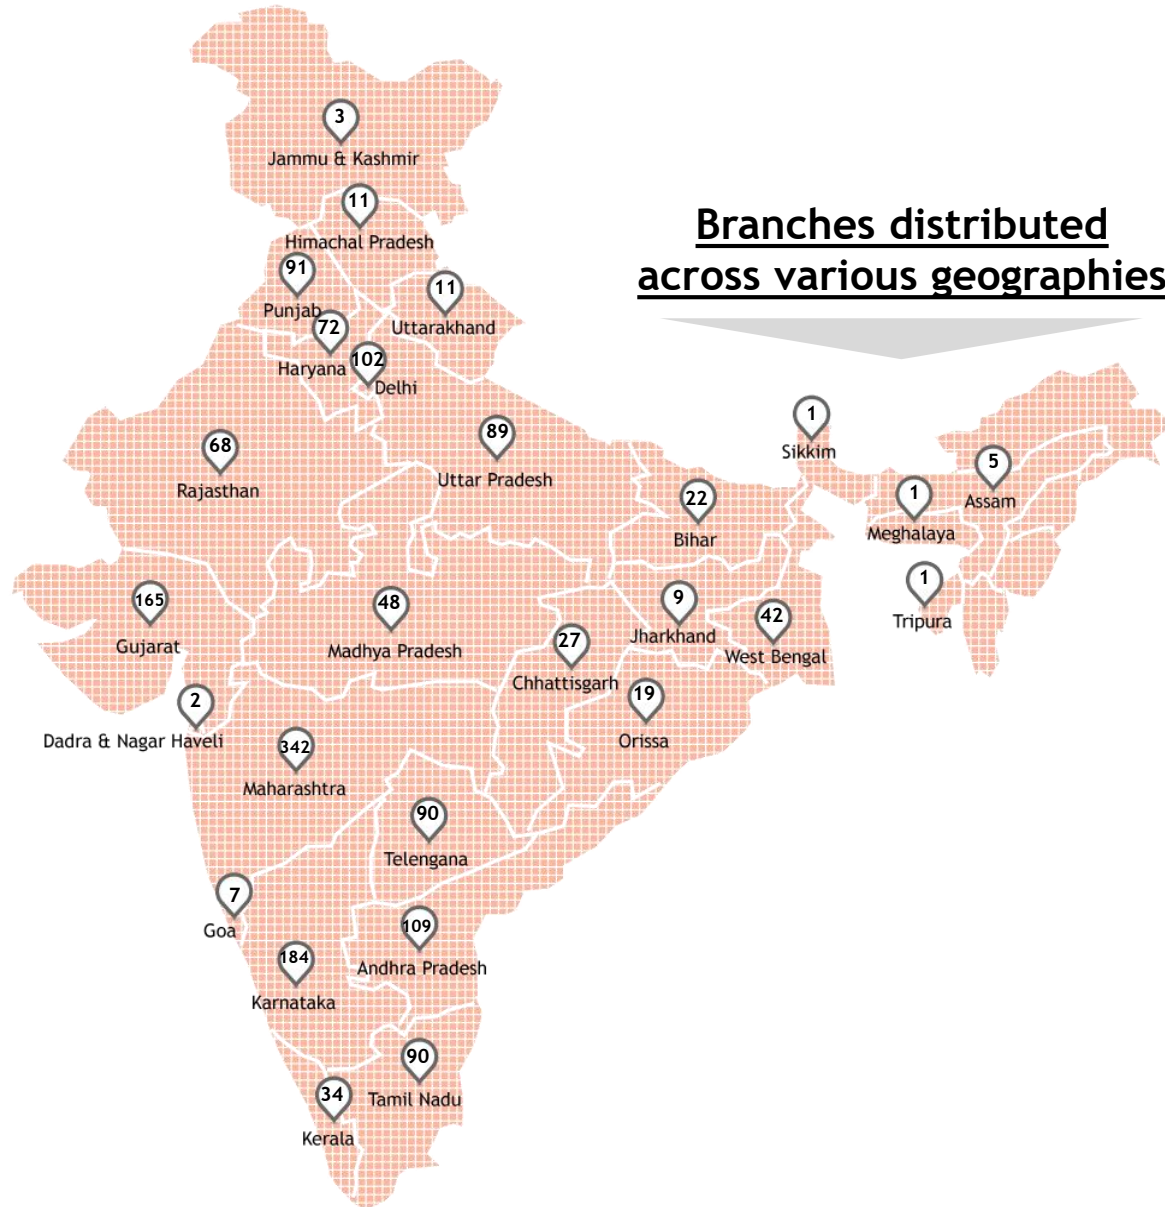 3
Jammu & Kashmir
11
Himachal Pradesh
Branches distributed
across various geographies
91
Punjab
11
Uttarakhand
72
Haryana
102
Delhi
68
Rajasthan
89
Uttar Pradesh
1
Sikkim
5
Assam
1
Meghalaya
22
Bihar
1
Tripura
165
Gujarat
48
Madhya Pradesh
9
Jharkhand
42
West Bengal
27
Chhattisgarh
19
Orissa
2
Dadra & Nagar Haveli
342
Maharashtra
90
Telengana
7
Goa
109
Andhra Pradesh
184
Karnataka
90
Tamil Nadu
34
Kerala